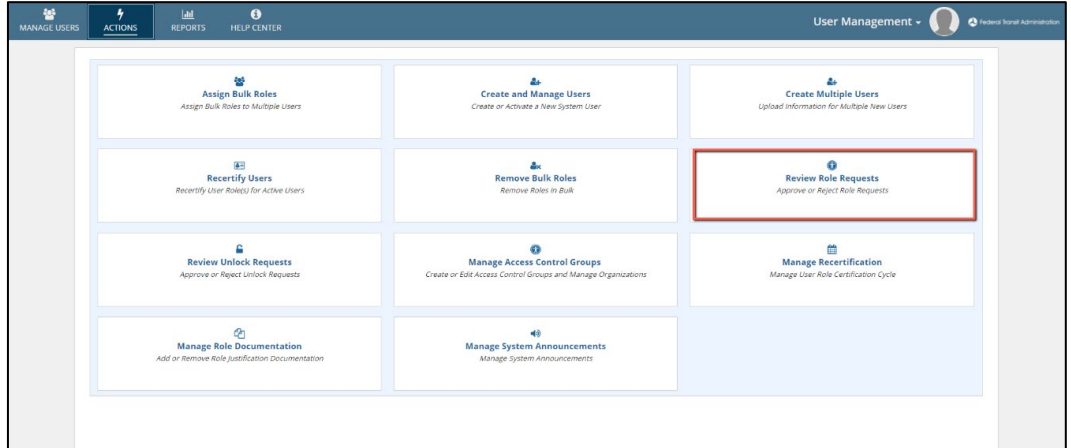 MANAGE USERS
ACTIONS
REPORTS
HELP CENTER
User Management
Federal Transit Administration
Assign Bulk Roles
Assign Bulk Roles to Multiple Users
Create and Manage Users
Create or Activate a New System User
Create Multiple Users
Upload Information for Multiple New Users
Recertify Users
Recertify User Role(s) for Active Users
Remove Bulk Roles
Remove Roles in Bulk
Review Role Requests
Approve or Reject Role Requests
Review Unlock Requests
Approve or Reject Unlock Requests
Manage Access Control Groups
Create or Edit Access Control Groups and Manage Organizations
Manage Recertification
Manage User Role Certification Cycle
Manage Role Documentation
Add or Remove Role Justification Documentation
Manage System Announcements
Manage System Announcements